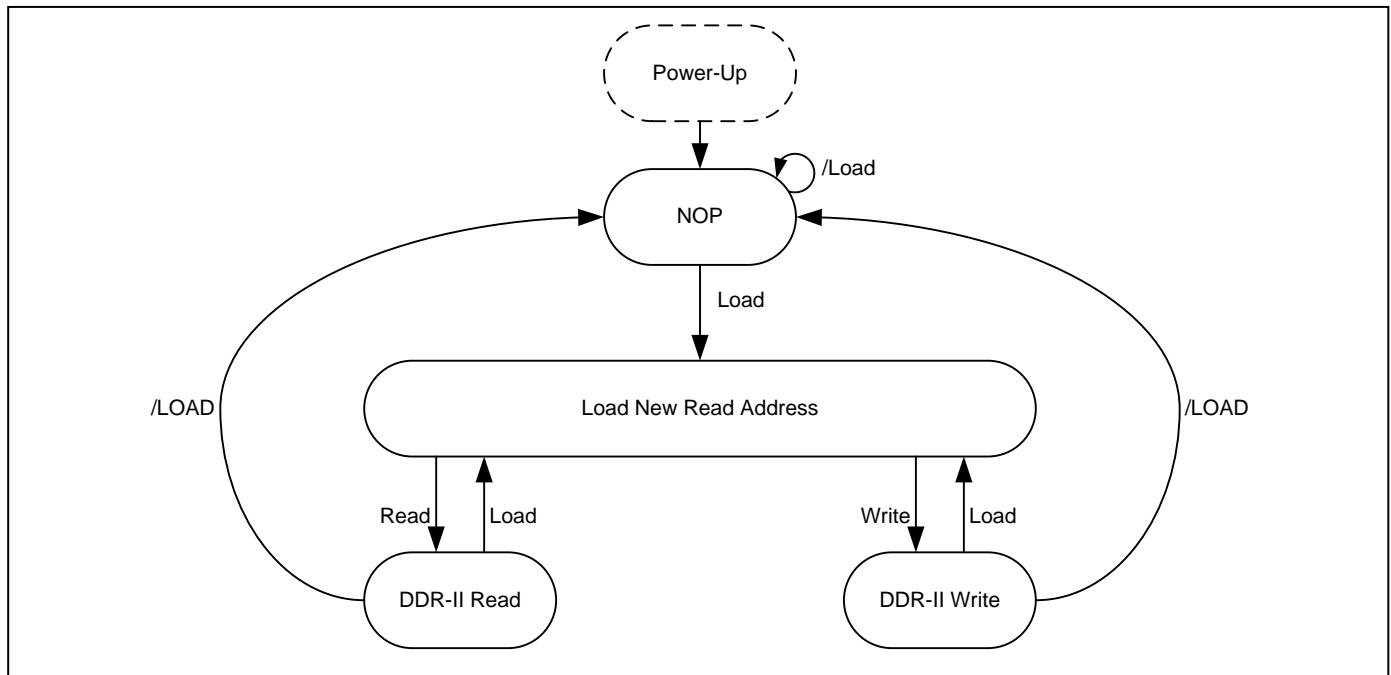 Power-Up
/Load
NOP
Load
/LOAD
Load New Read Address
/LOAD
Read
Load
Write
Load
DDR-II Read
DDR-II Write